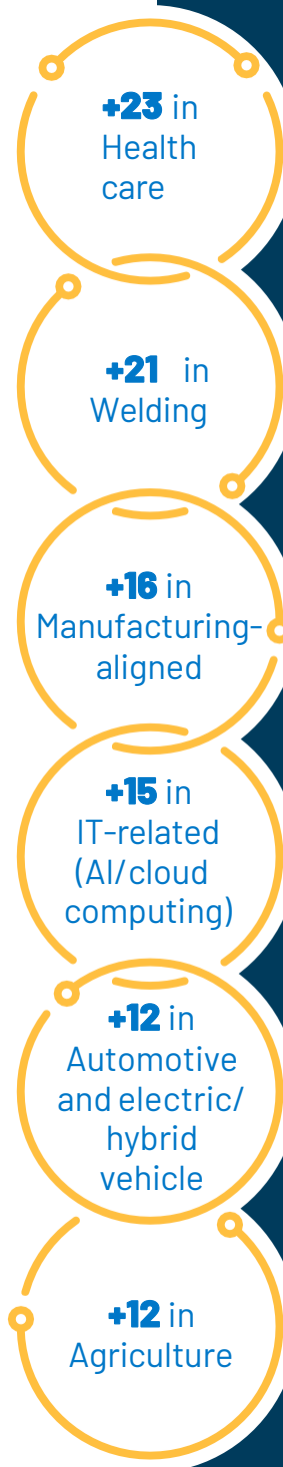 +23 in
Health
care
+21 in
Welding
+16 in
Manufacturing-
aligned
+15 in
IT-related
(AI/cloud
computing)
+12 in
Automotive
and electric/
hybrid
vehicle
+12 in
Agriculture